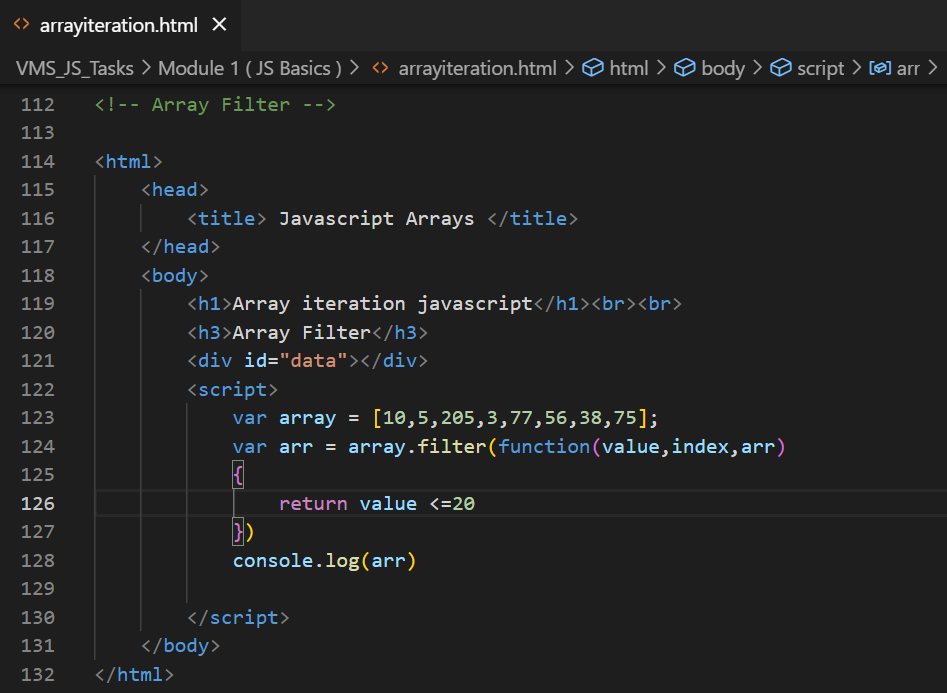 arrayiteration.html
VMS_JS_Tasks > Module 1 ( JS Basics ) > arrayiteration.html > html > body > script > arr >
112 <!-- Array Filter -->
113
114 <html>
115     <head>
116         <title> Javascript Arrays </title>
117     </head>
118     <body>
119         <h1>Array iteration javascript</h1><br><br>
120         <h3>Array Filter</h3>
121         <div id="data"></div>
122         <script>
123             var array = [10,5,205,3,77,56,38,75];
124             var arr = array.filter(function(value,index,arr)
125             {
126                 return value <=20
127             })
128             console.log(arr)
129
130         </script>
131     </body>
132 </html>